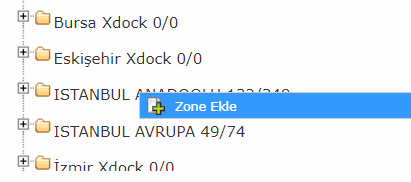 Bursa Xdock 0/0
Eskişehir Xdock 0/0
ISTANBUL
Zone Ekle
ISTANBUL AVRUPA 49/74
İzmir Xdock 0/0